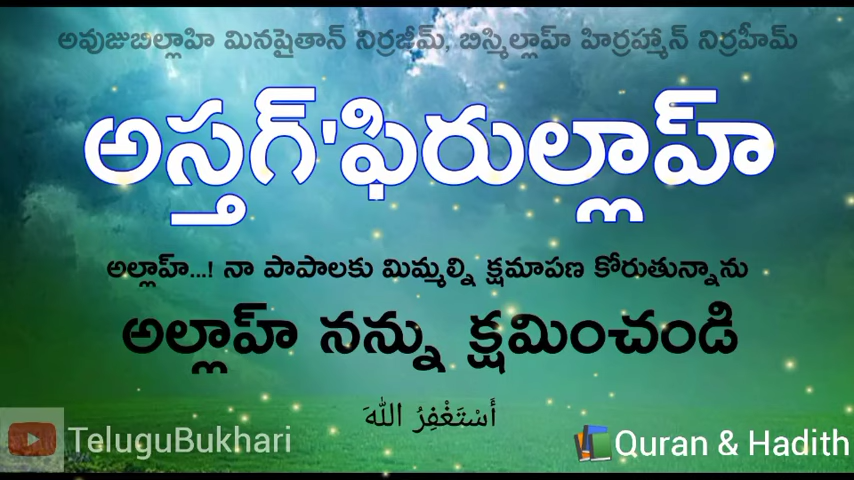 అవుజుబిల్లాహి మినషైతాన్ నిర్రజీమ్, బిస్మిల్లాహ్ హిర్రహ్మాన్ నిర్రహీమ్
అస్తగ్'ఫిరుల్లాహ్
అల్లాహ్...! నా పాపాలకు మిమ్మల్ని క్షమాపణ కోరుతున్నాను
అల్లాహ్ నన్ను క్షమించండి
أَسْتَغْفِرُ اللهَ
TeluguBukhari
Quran & Hadith